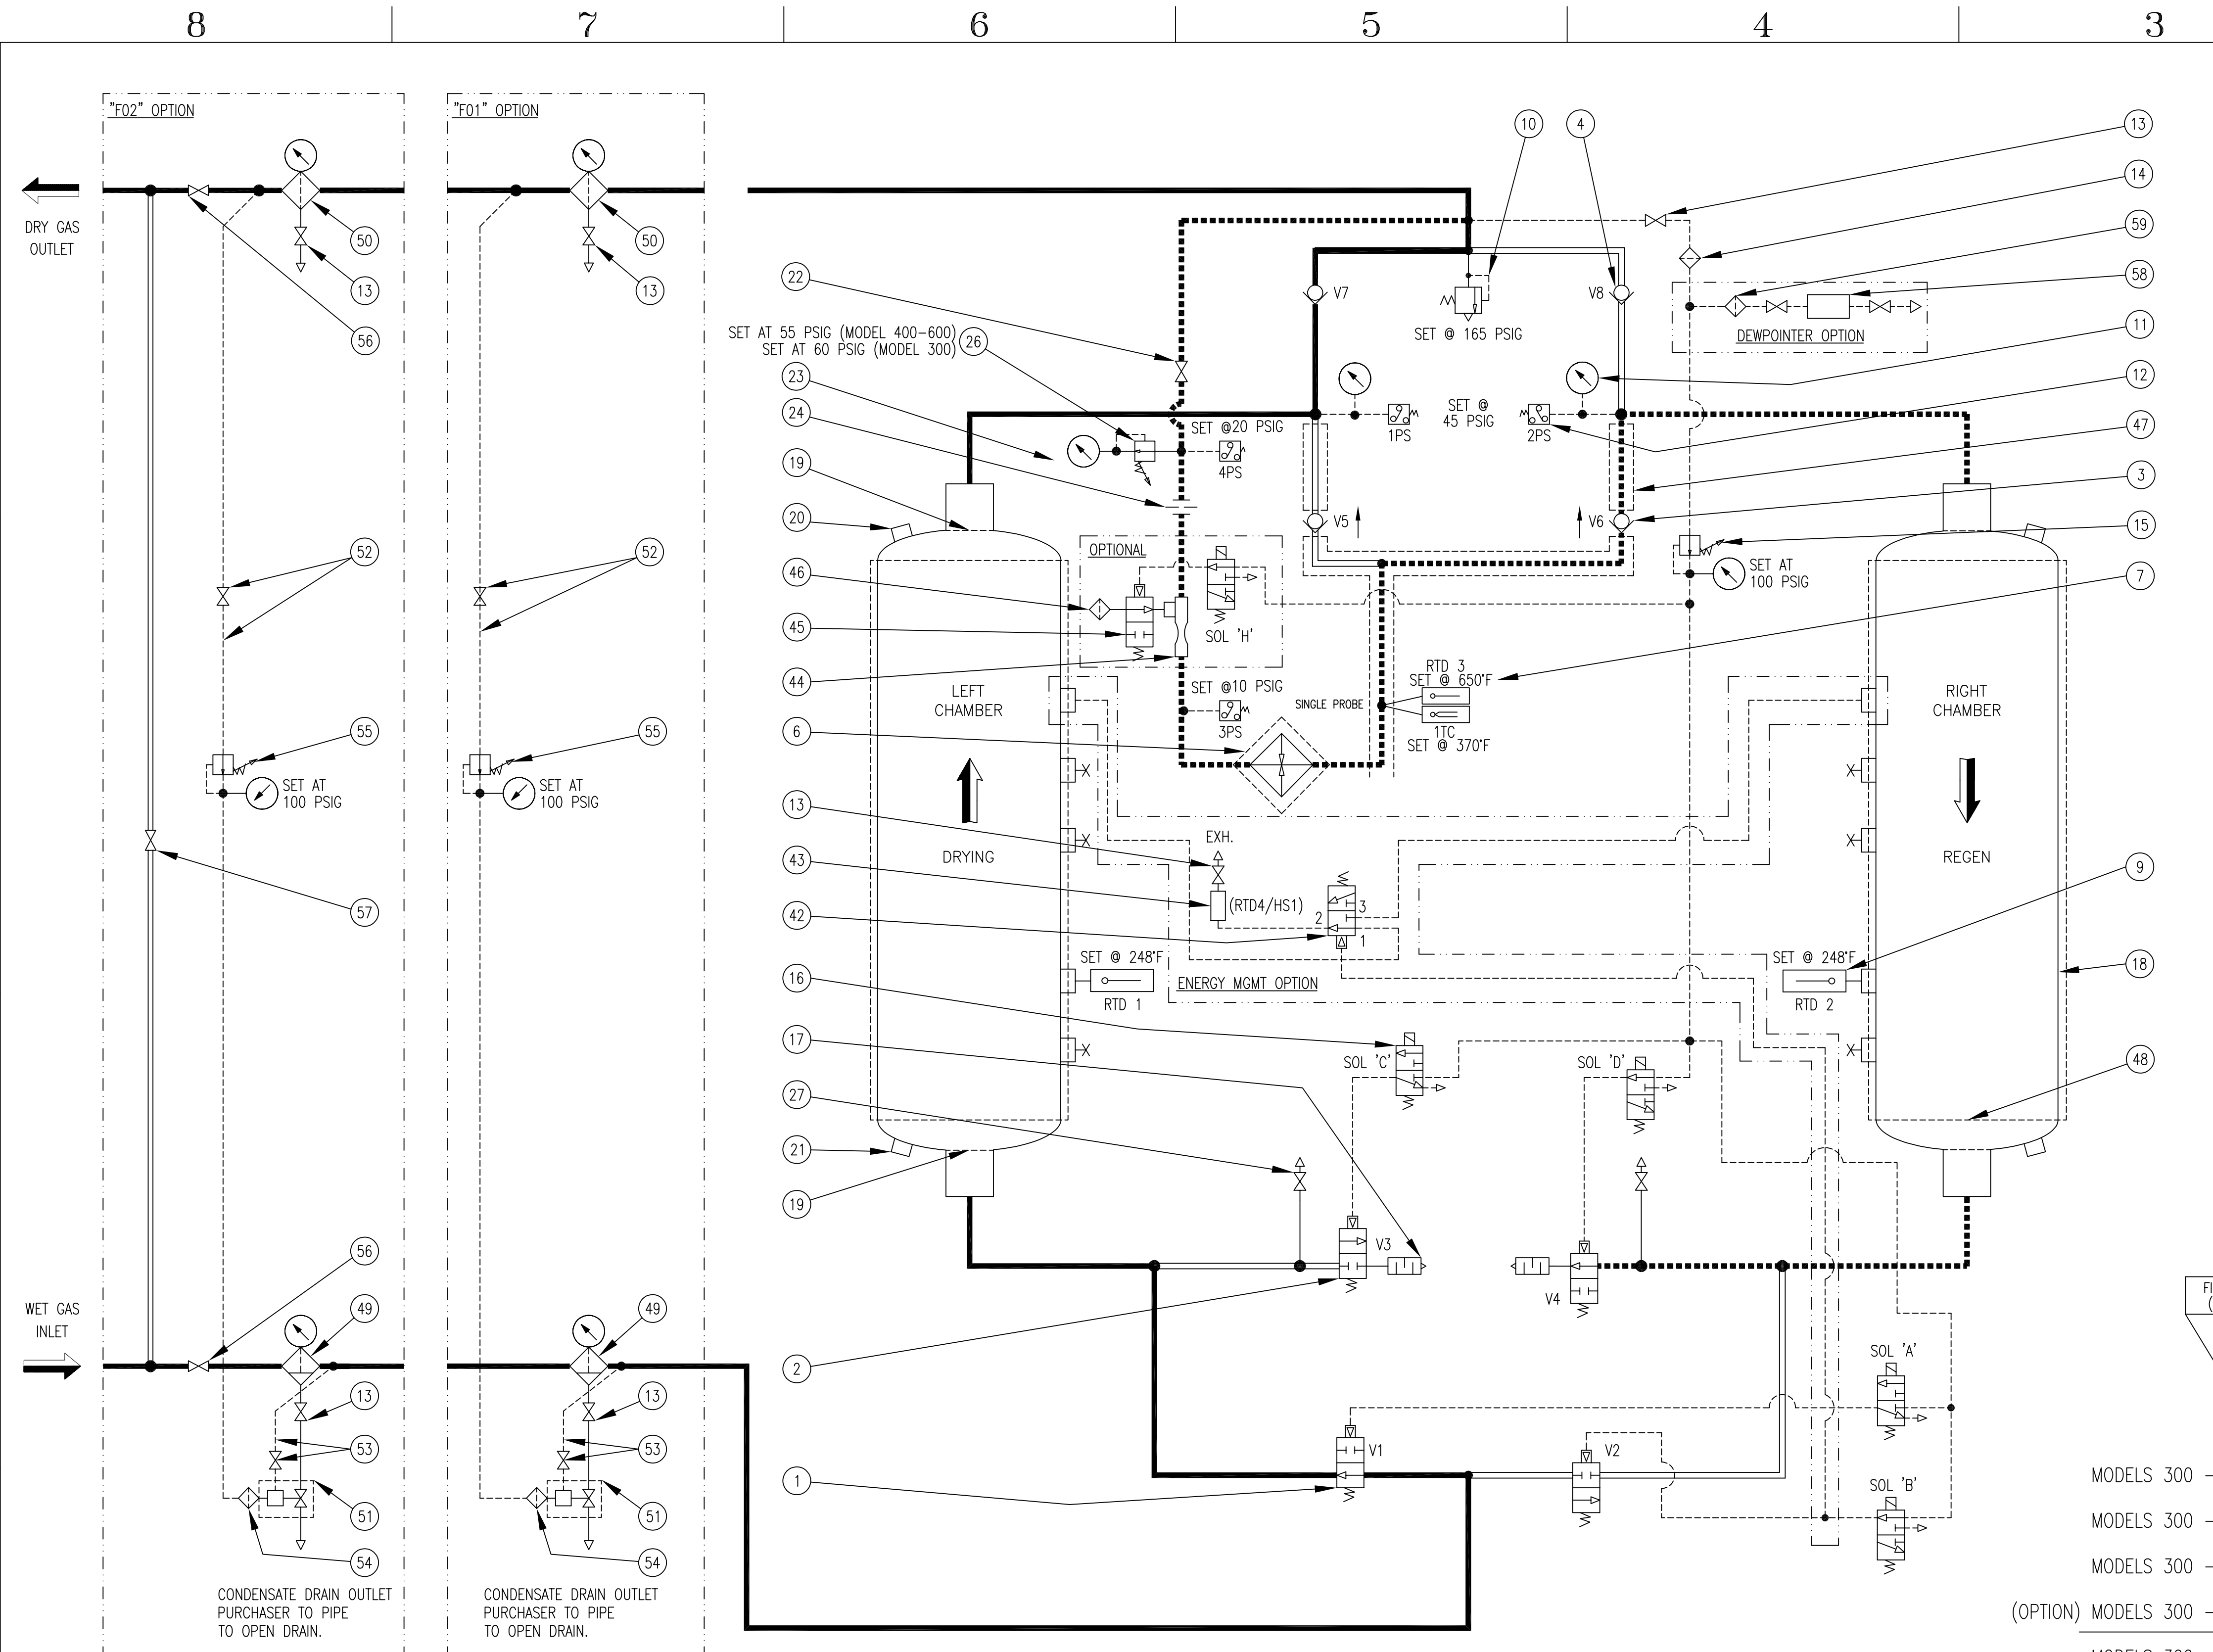 8
7
6
5
4
3
"F02" OPTION
"F01" OPTION
DRY GAS
OUTLET
50
13
56
50
13
10
4
13
14
59
58
11
12
47
3
15
7
9
18
48
22
SET AT 55 PSIG (MODEL 400-600)
SET AT 60 PSIG (MODEL 300)
26
23
24
19
20
46
45
44
6
13
43
42
16
17
27
21
19
2
1
V7
V8
SET @ 165 PSIG
DEWPOINTER OPTION
SET @20 PSIG
4PS
1PS
SET @
45 PSIG
2PS
V5
V6
OPTIONAL
SOL 'H'
SET AT
100 PSIG
SET @10 PSIG
3PS
SINGLE PROBE
RTD 3
SET @ 650°F
1TC
SET @ 370°F
LEFT
CHAMBER
DRYING
RIGHT
CHAMBER
REGEN
EXH.
(RTD4/HS1)
2
3
1
SET @ 248°F
RTD 1
ENERGY MGMT OPTION
SET @ 248°F
RTD 2
SOL 'C'
SOL 'D'
V3
V4
SOL 'A'
V1
V2
SOL 'B'
52
52
55
SET AT
100 PSIG
55
SET AT
100 PSIG
57
56
WET GAS
INLET
49
13
53
51
54
49
13
53
51
54
CONDENSATE DRAIN OUTLET
PURCHASER TO PIPE
TO OPEN DRAIN.
CONDENSATE DRAIN OUTLET
PURCHASER TO PIPE
TO OPEN DRAIN.
MODELS 300 -
MODELS 300 -
MODELS 300 -
(OPTION) MODELS 300 -